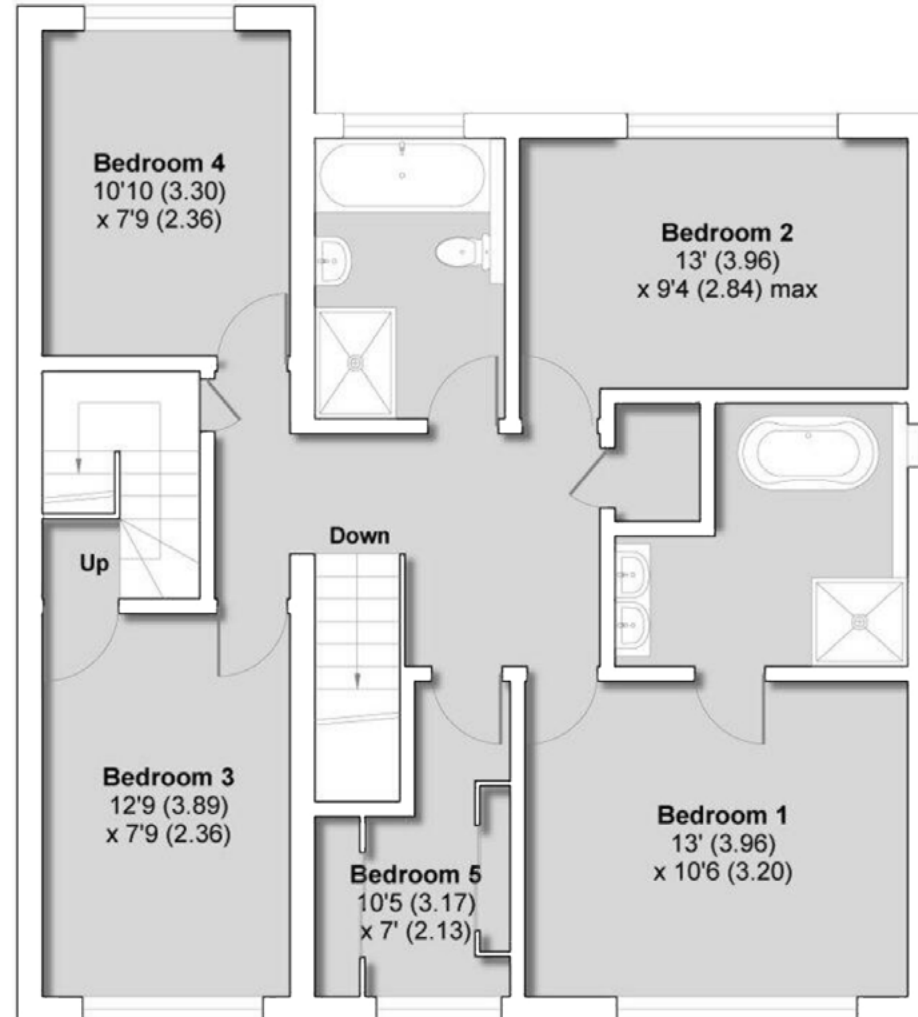 Bedroom 4
10'10 (3.30)
x 7'9 (2.36)
Bedroom 2
13' (3.96)
x 9'4 (2.84) max
Down
Up
Bedroom 3
12'9 (3.89)
x 7'9 (2.36)
Bedroom 5
10'5 (3.17)
x 7' (2.13)
Bedroom 1
13' (3.96)
x 10'6 (3.20)